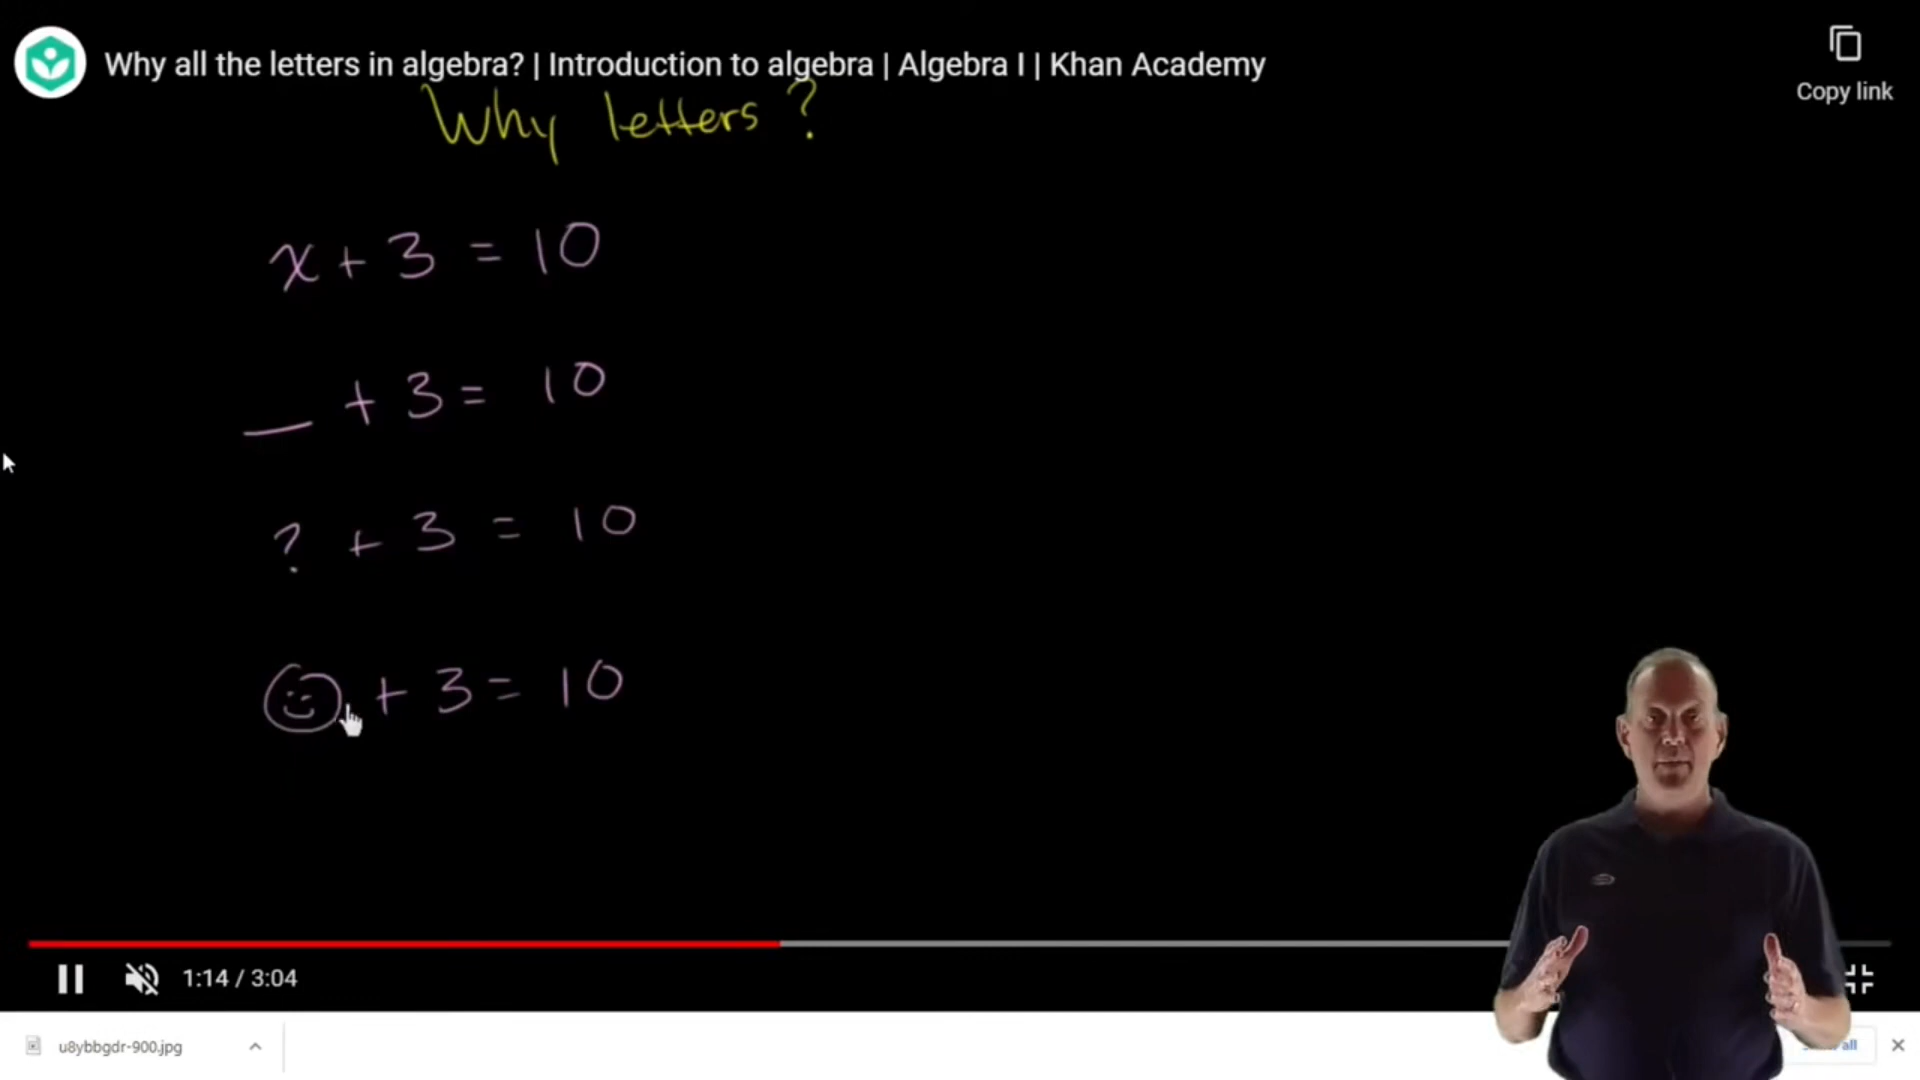 Why all the letters in algebra? | Introduction to algebra | Algebra I | Khan Academy
Copy link
Why letters?
x + 3 = 10
_ + 3 = 10
? + 3 = 10
☺ + 3 = 10
1:14 / 3:04
u8ybbgdr-900.jpg
all